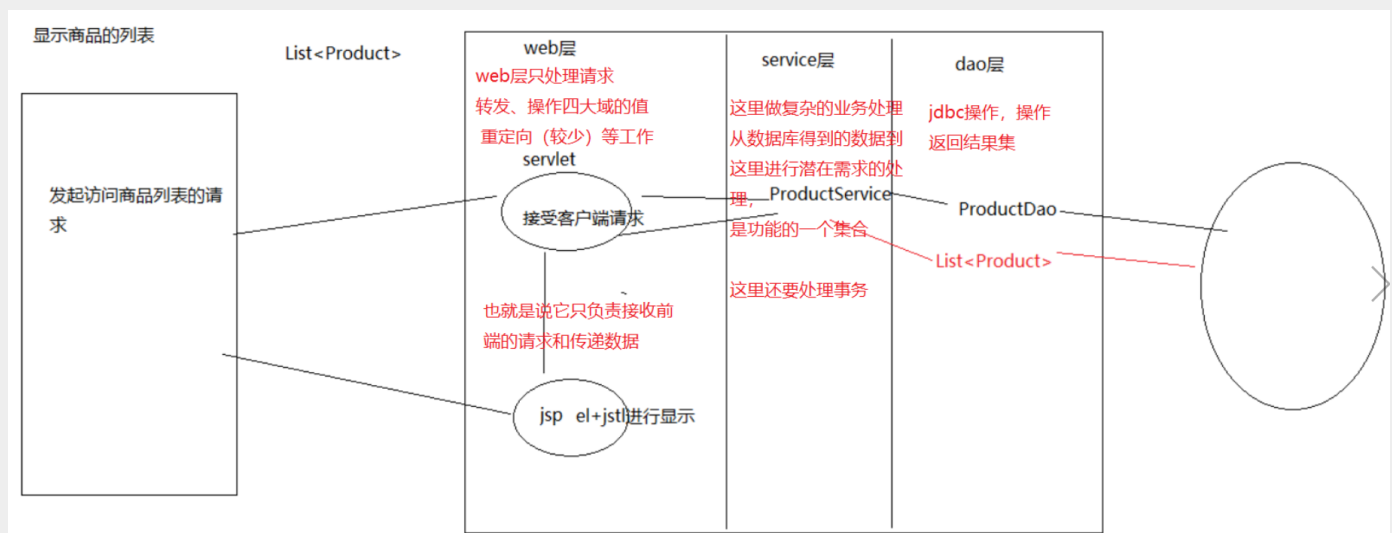 显示商品的列表
List<Product>
发起访问商品列表的请
求
web层
web层只处理请求
转发、操作四大域的值
重定向（较少）等工作
servlet
接受客户端请求
也就是说它只负责接收前
端的请求和传递数据
jsp el+jstl进行显示
service层
这里做复杂的业务处理
从数据库得到的数据到
这里进行潜在需求的处
理，
ProductService
是功能的一个集合
这里还要处理事务
dao层
jdbc操作，操作
返回结果集
ProductDao
List<Product>